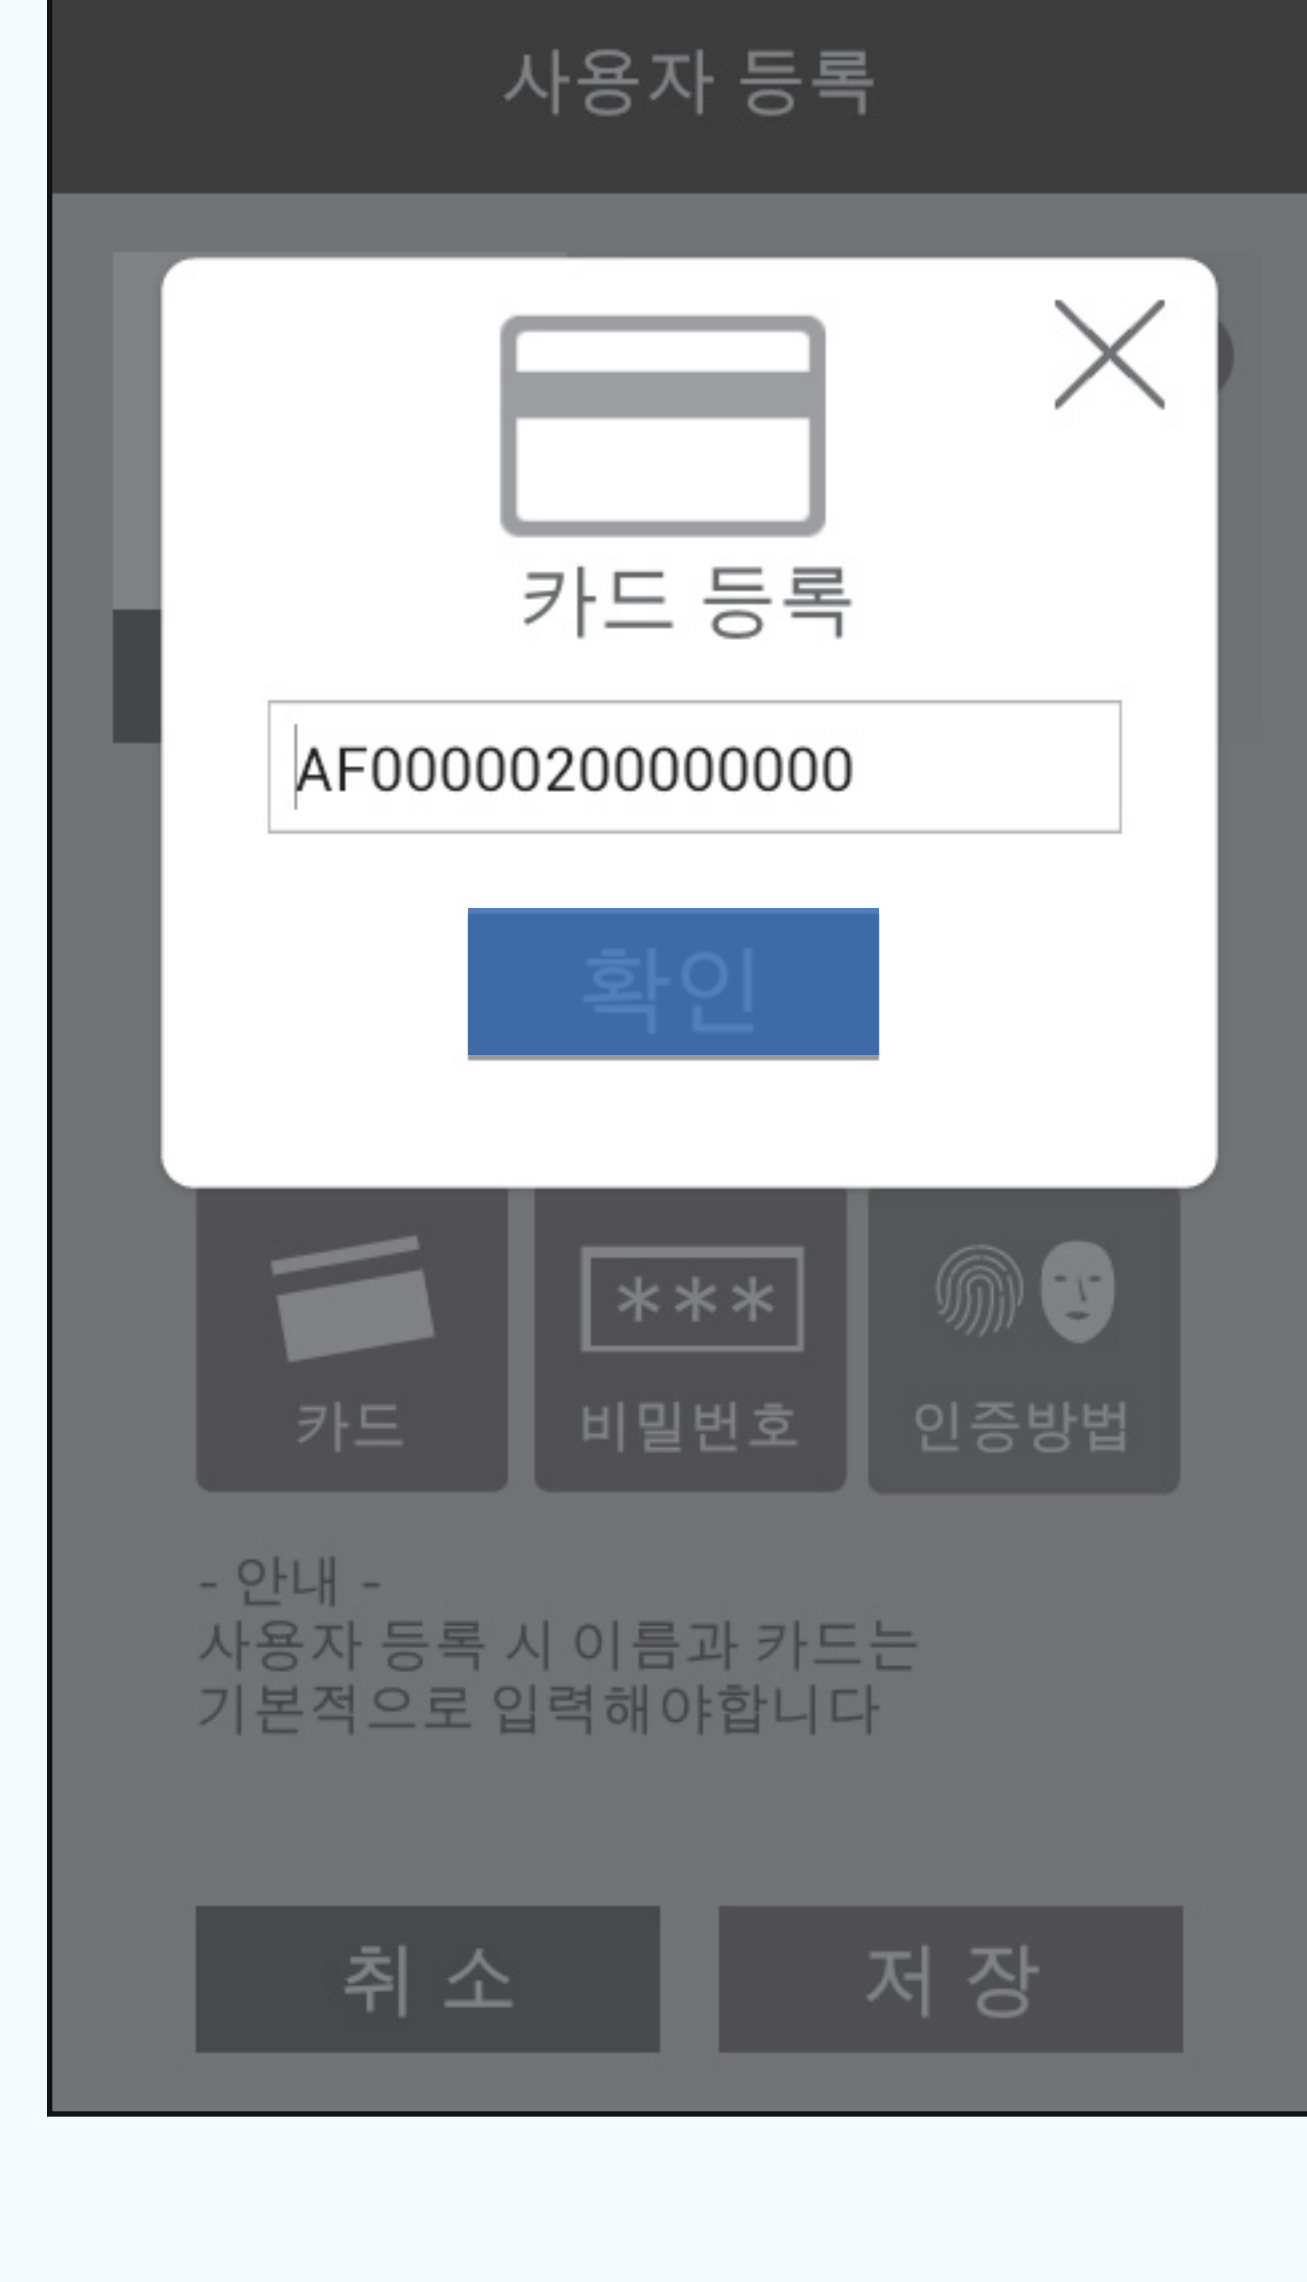 사용자 등록
카드 등록
AF00000200000000
확인
***
카드
비밀번호
인증방법
- 안내 -
사용자 등록 시 이름과 카드는
기본적으로 입력해야합니다
취 소
저 장